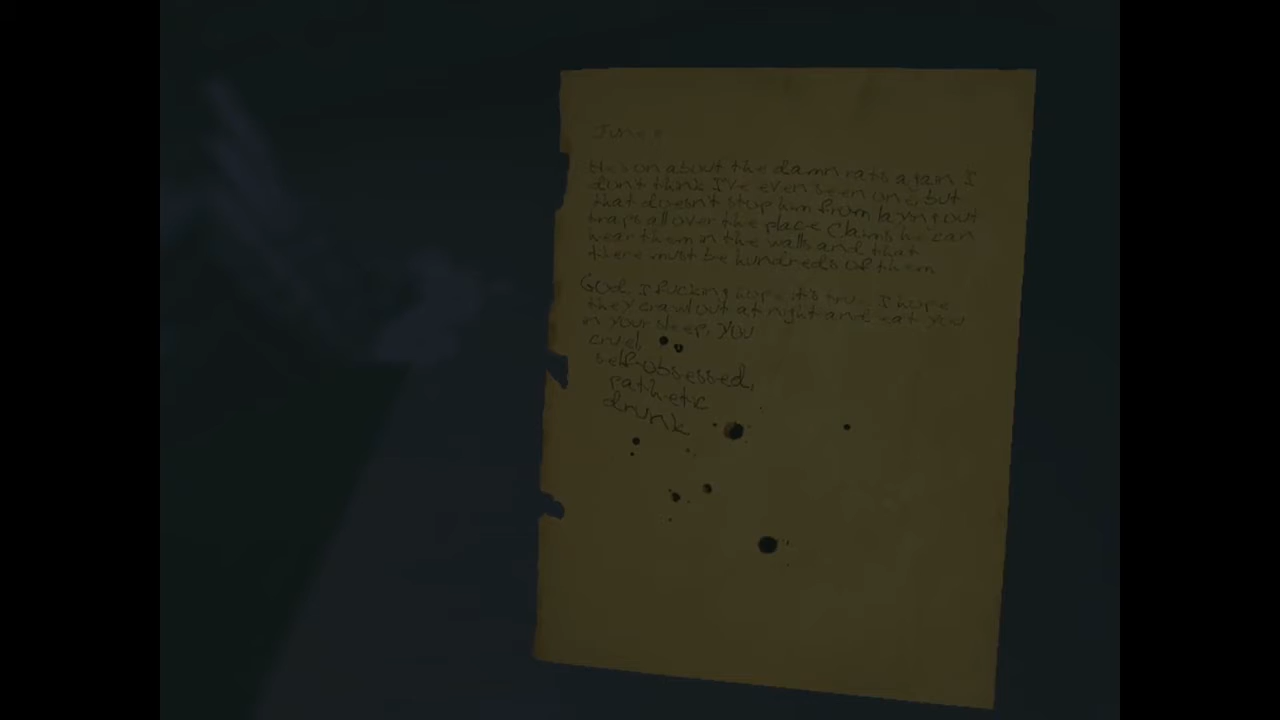 June
He's on about the damn rats again I
don't think I've even seen one, but
that doesn't stop him from laying out
traps all over the place Claims he can
hear them in the walls and that
there must be hundreds of them
God, I fucking hope it's true. I hope
they crawl out at night and eat you
in your sleep, you
cruel,
self-obsessed,
pathetic
drunk